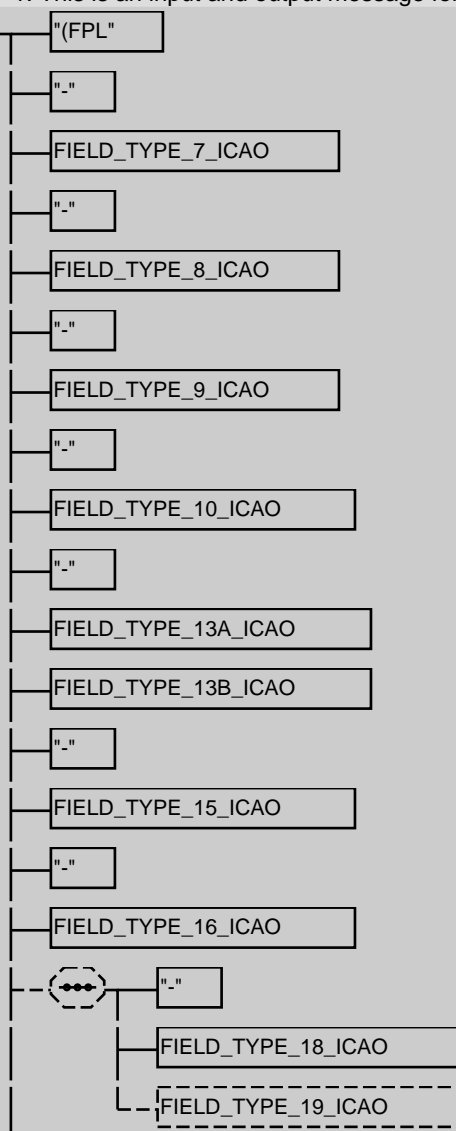 "(FPL"
"-"
FIELD_TYPE_7_ICAO
"-"
FIELD_TYPE_8_ICAO
"-"
FIELD_TYPE_9_ICAO
"-"
FIELD_TYPE_10_ICAO
"-"
FIELD_TYPE_13A_ICAO
FIELD_TYPE_13B_ICAO
"-"
FIELD_TYPE_15_ICAO
"-"
FIELD_TYPE_16_ICAO
"-"
FIELD_TYPE_18_ICAO
FIELD_TYPE_19_ICAO